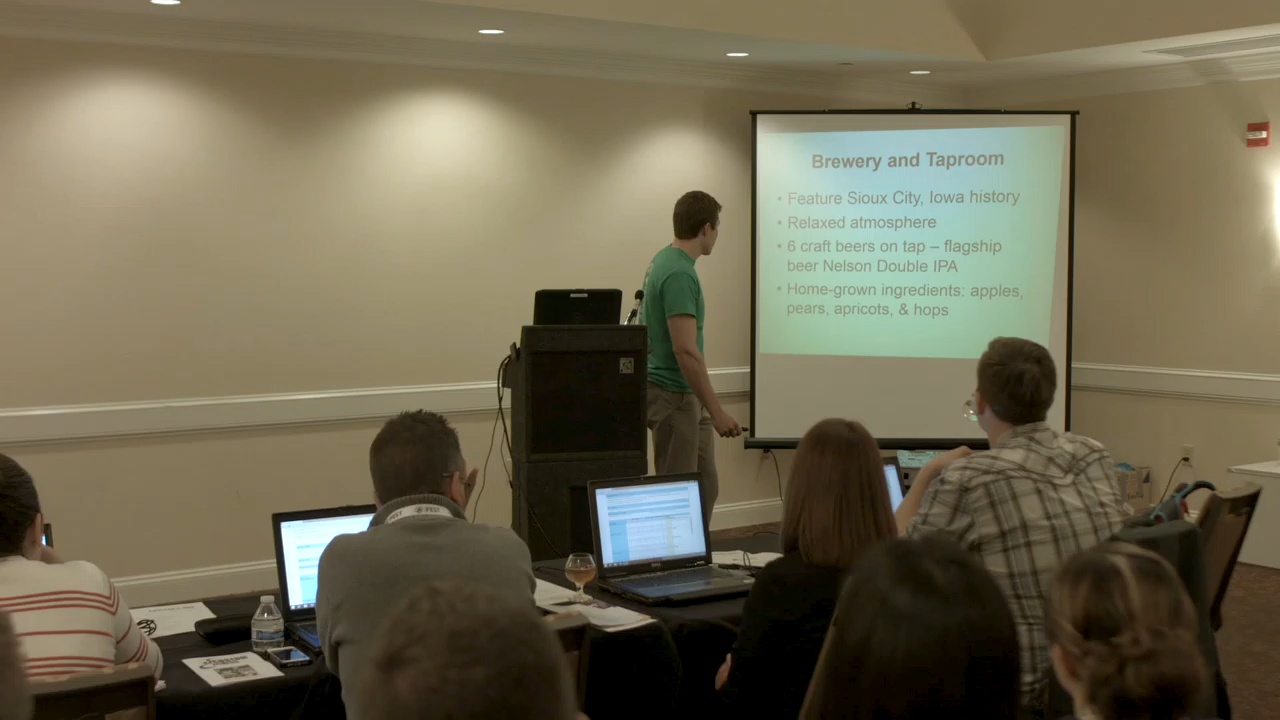 Brewery and Taproom
• Feature Sioux City, Iowa history
• Relaxed atmosphere
• 6 craft beers on tap – flagship
beer Nelson Double IPA
• Home-grown ingredients: apples,
pears, apricots, & hops